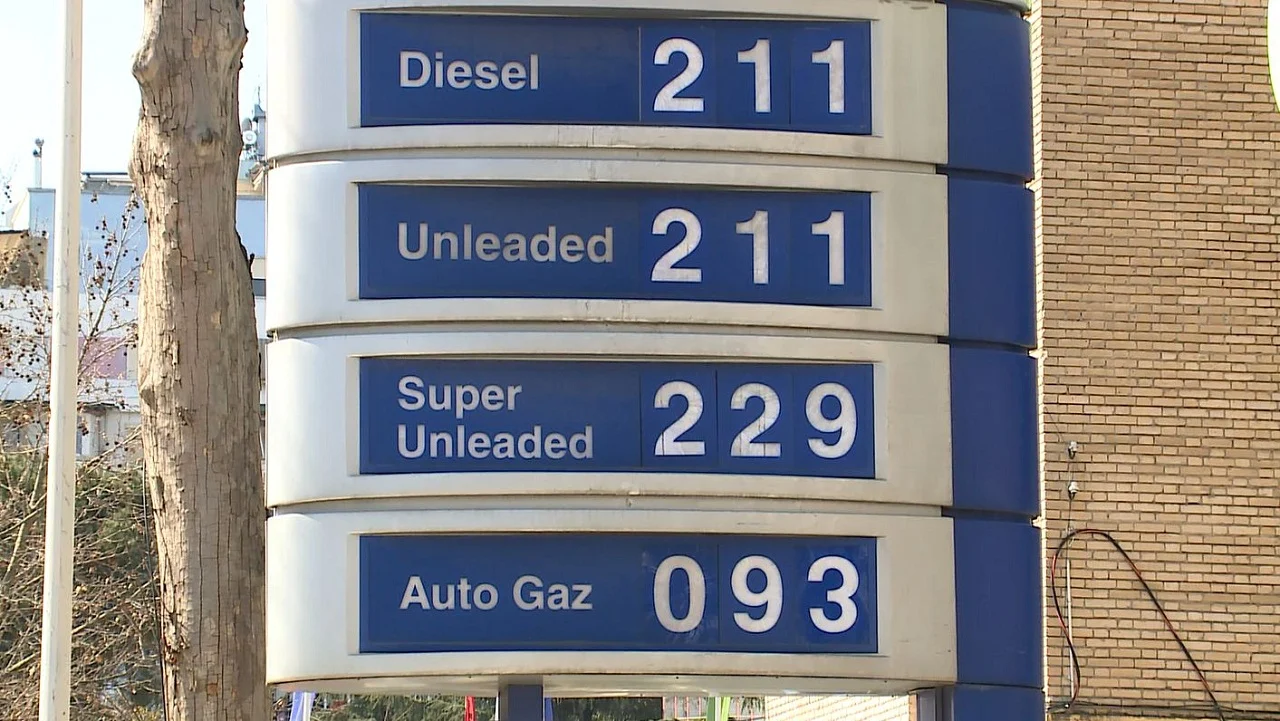 Diesel 211
Unleaded 211
Super
Unleaded 229
Auto Gaz 093